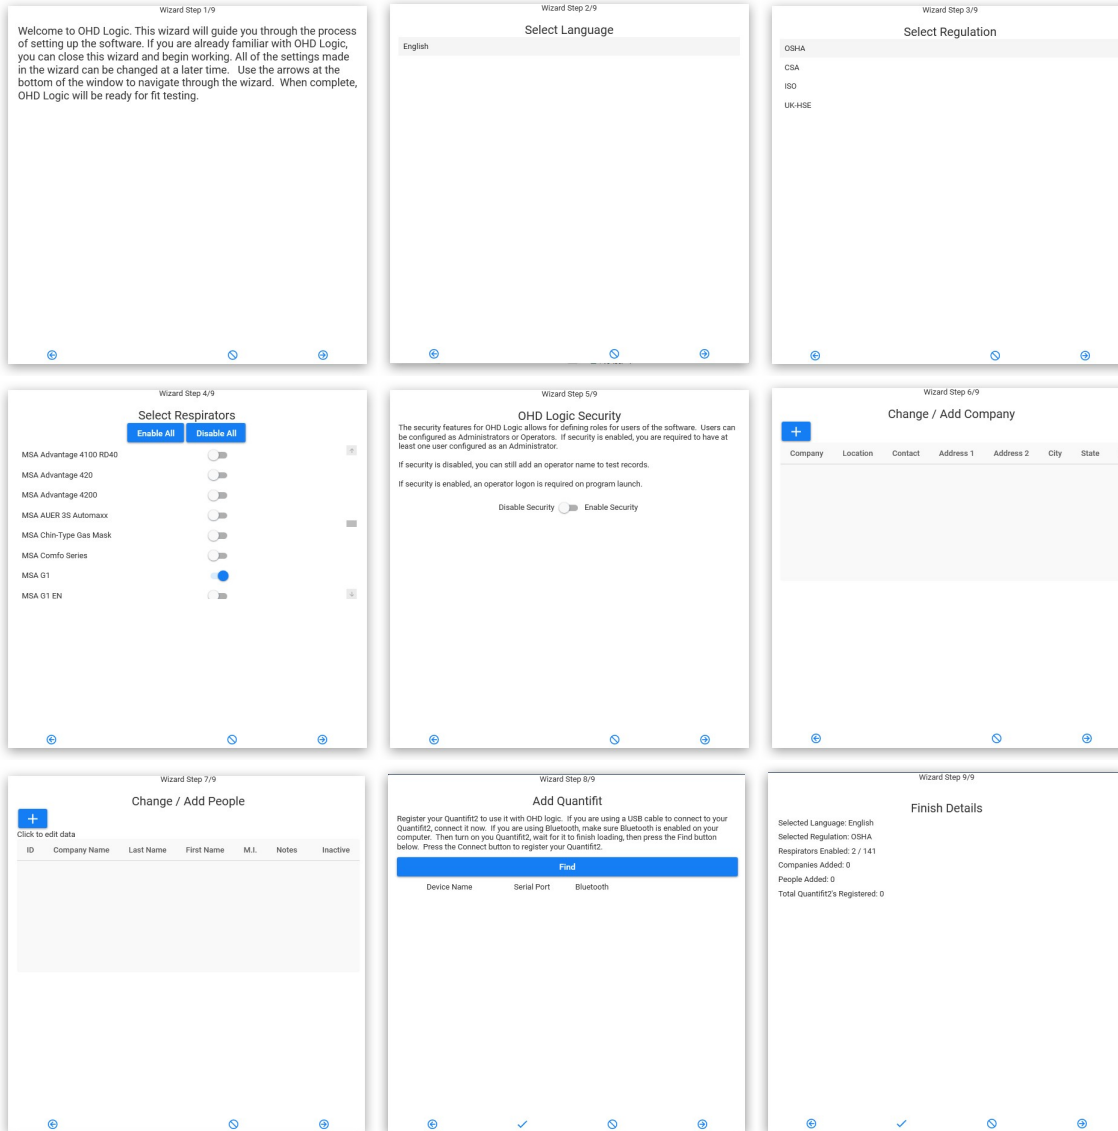 Wizard Step 1/9
Welcome to OHD Logic. This wizard will guide you through the process
of setting up the software. If you are already familiar with OHD Logic,
you can close this wizard and begin working. All of the settings made
in the wizard can be changed at a later time. Use the arrows at the
bottom of the window to navigate through the wizard. When complete,
OHD Logic will be ready for fit testing.
Wizard Step 2/9
Select Language
English
Wizard Step 3/9
Select Regulation
OSHA
CSA
ISO
UK-HSE
Wizard Step 4/9
Select Respirators
Enable All Disable All
MSA Advantage 4100 RD40
MSA Advantage 420
MSA Advantage 4200
MSA AUER 3S Automaxx
MSA Chin-Type Gas Mask
MSA Comfo Series
MSA G1
MSA G1 EN
Wizard Step 5/9
OHD Logic Security
The security features for OHD Logic allows for defining roles for users of the software. Users can
be configured as Administrators or Operators. If security is enabled, you are required to have at
least one user configured as an Administrator.
If security is disabled, you can still add an operator name to test records.
If security is enabled, an operator logon is required on program launch.
Disable Security Enable Security
Wizard Step 6/9
Change / Add Company
+
Company Location Contact Address 1 Address 2 City State
Wizard Step 7/9
Change / Add People
+
Click to edit data
ID Company Name Last Name First Name M.I. Notes Inactive
Wizard Step 8/9
Add Quantifit
Register your Quantifit2 to use it with OHD logic. If you are using a USB cable to connect to your
Quantifit2, connect it now. If you are using Bluetooth, make sure Bluetooth is enabled on your
computer. Then turn on you Quantifit2, wait for it to finish loading, then press the Find button
below. Press the Connect button to register your Quantifit2.
Find
Device Name Serial Port Bluetooth
Wizard Step 9/9
Finish Details
Selected Language: English
Selected Regulation: OSHA
Respirators Enabled: 2 / 141
Companies Added: 0
People Added: 0
Total Quantifit2's Registered: 0